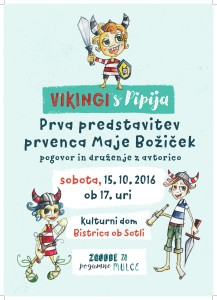 VIKINGI s Pipija
Prva predstavitev
prvenca Maje Božiček
pogovor in druženje z avtorico
sobota, 15. 10. 2016
ob 17. uri
Kulturni dom
Bistrica ob Sotli
ZGODBE ZA
pogumne MULCE